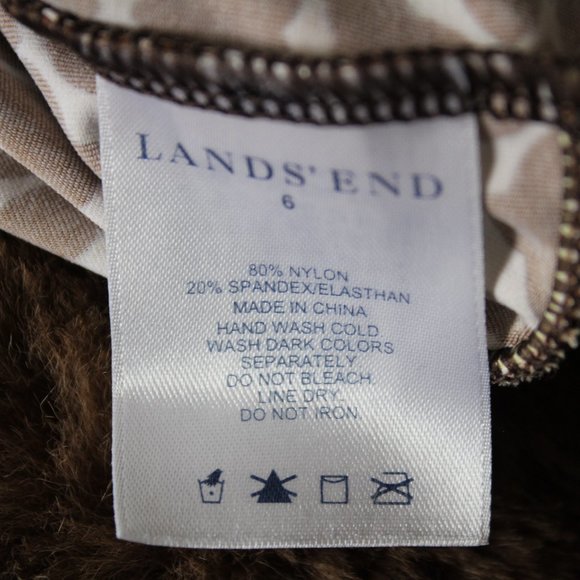 LANDS' END
6
80% NYLON
20% SPANDEX/ELASTHAN
MADE IN CHINA
HAND WASH COLD
WASH DARK COLORS
SEPARATELY
DO NOT BLEACH.
LINE DRY.
DO NOT IRON.